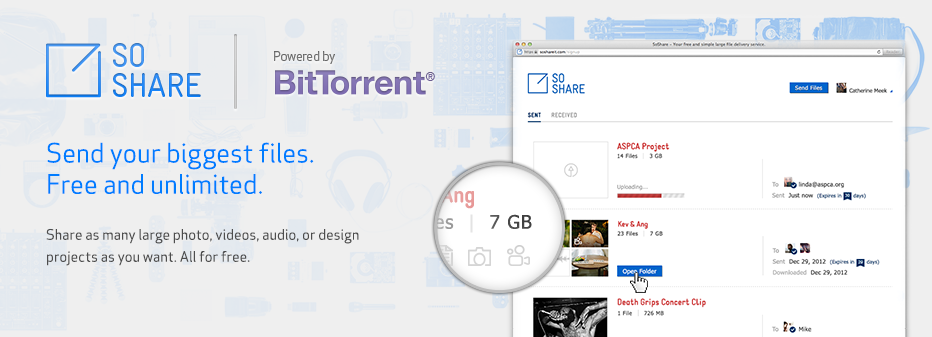 SO
SHARE
Powered by
BitTorrent®
Send your biggest files.
Free and unlimited.
Share as many large photo, videos, audio, or design
projects as you want. All for free.
Ang
es | 7 GB
SoShare - Your free and simple large file delivery service.
SO
SHARE
Send Files
Catherine Meek
SENT RECEIVED
ASPCA Project
14 Files | 3 GB
Uploading...
To linda@aspca.org
Sent Just now (Expires in 30 days)
Kev & Ang
23 Files | 7 GB
Open Folder
To
Sent Dec 29, 2012 (Expires in 30 days)
Downloaded Dec 29, 2012
Death Grips Concert Clip
1 File | 726 MB
To Mike